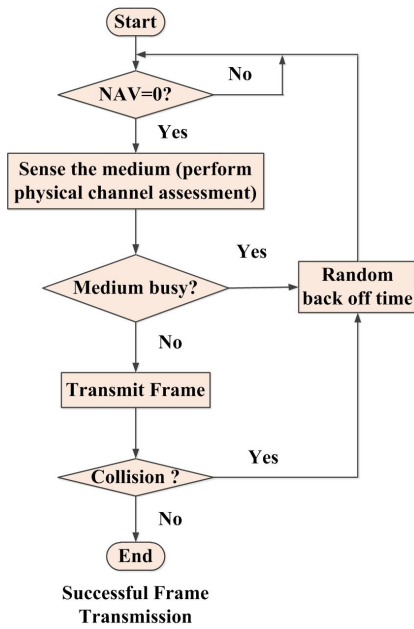 Start
No
NAV=0?
Yes
Sense the medium (perform
physical channel assessment)
Yes
Medium busy?
Random
back off time
No
Transmit Frame
Yes
Collision ?
No
End
Successful Frame
Transmission